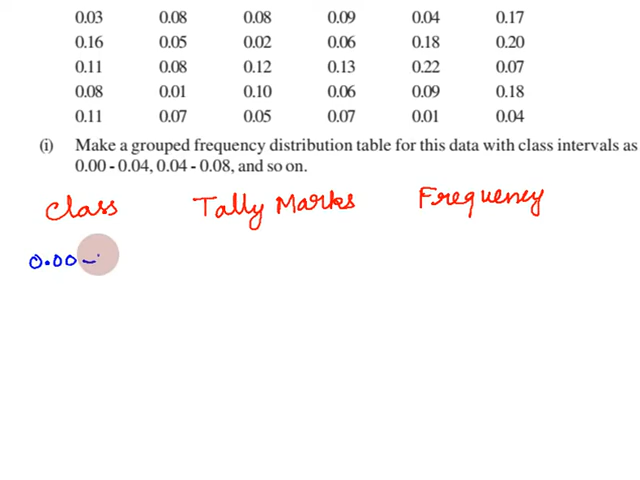 0.03 0.08 0.08 0.09 0.04 0.17
0.16 0.05 0.02 0.06 0.18 0.20
0.11 0.08 0.12 0.13 0.22 0.07
0.08 0.01 0.10 0.06 0.09 0.18
0.11 0.07 0.05 0.07 0.01 0.04
(i) Make a grouped frequency distribution table for this data with class intervals as
0.00 - 0.04, 0.04 - 0.08, and so on.
Class Tally Marks Frequency
0.00 -